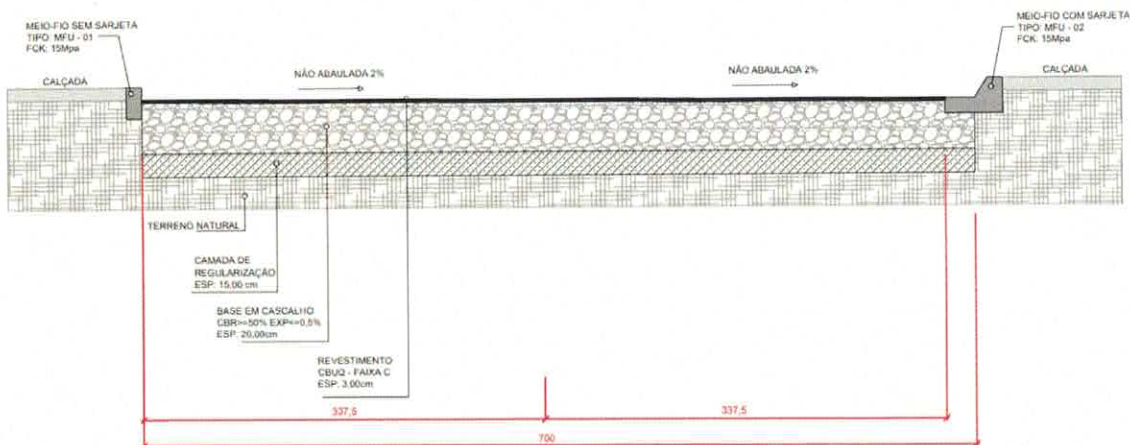 MEIO-FIO SEM SARJETA
TIPO: MFU - 01
FCK: 15Mpa
MEIO-FIO COM SARJETA
TIPO: MFU - 02
FCK: 15Mpa
CALÇADA
NÃO ABAULADA 2%
NÃO ABAULADA 2%
CALÇADA
TERRENO NATURAL
CAMADA DE
REGULARIZAÇÃO
ESP: 15,00 cm
BASE EM CASCALHO
CBR>=50% EXP<=0,5%
ESP: 20,00cm
REVESTIMENTO
CBUQ - FAIXA C
ESP: 3,00cm
337,5
337,5
700